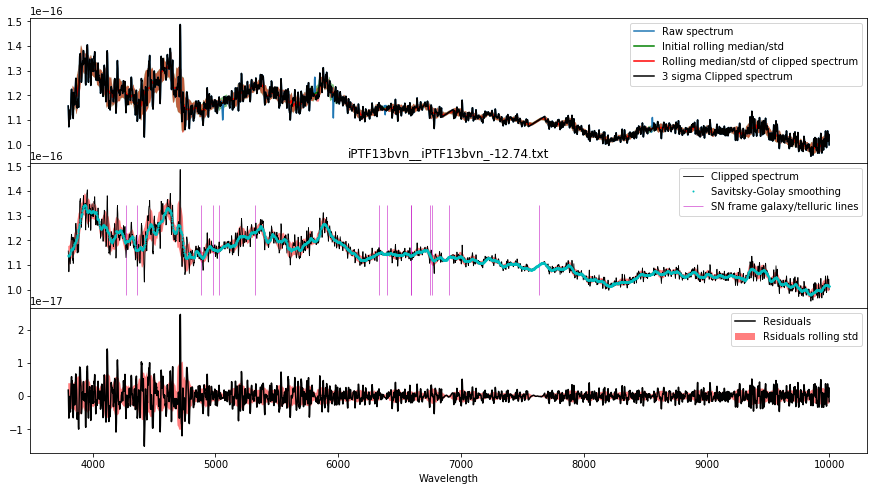 1e−16
1.5
1.4
1.3
1.2
1.1
1.0
Raw spectrum
Initial rolling median/std
Rolling median/std of clipped spectrum
3 sigma Clipped spectrum
1e−16
iPTF13bvn__iPTF13bvn_-12.74.txt
1.5
1.4
1.3
1.2
1.1
1.0
Clipped spectrum
Savitsky-Golay smoothing
SN frame galaxy/telluric lines
1e−17
2
1
0
−1
Residuals
Rsiduals rolling std
4000 5000 6000 7000 8000 9000 10000
Wavelength